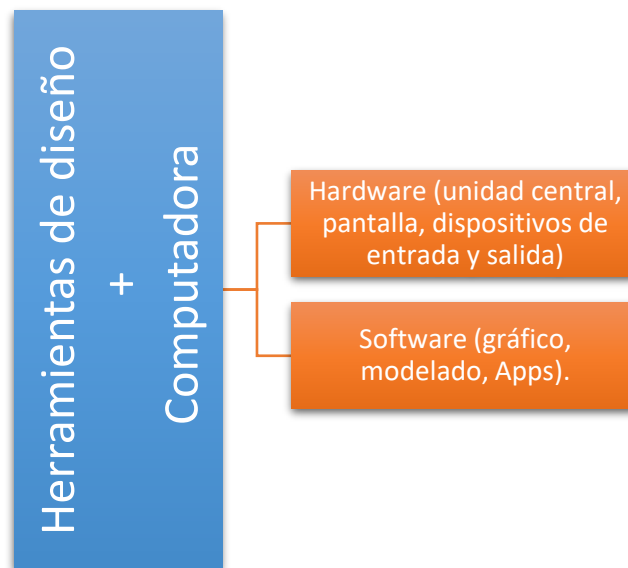 Herramientas de diseño
+
Computadora
Hardware (unidad central,
pantalla, dispositivos de
entrada y salida)
Software (gráfico,
modelado, Apps).